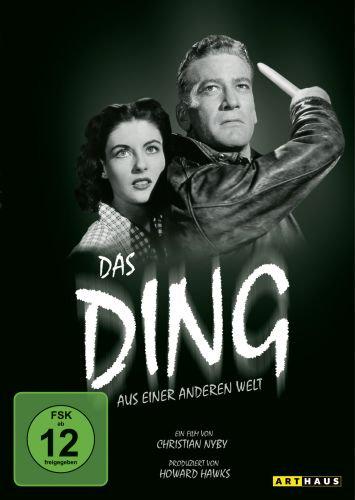 DAS
DING
AUS EINER ANDEREN WELT
EIN FILM VON
CHRISTIAN NYBY
PRODUZIERT VON
HOWARD HAWKS
FSK
ab
12
freigegeben
ARTHAUS